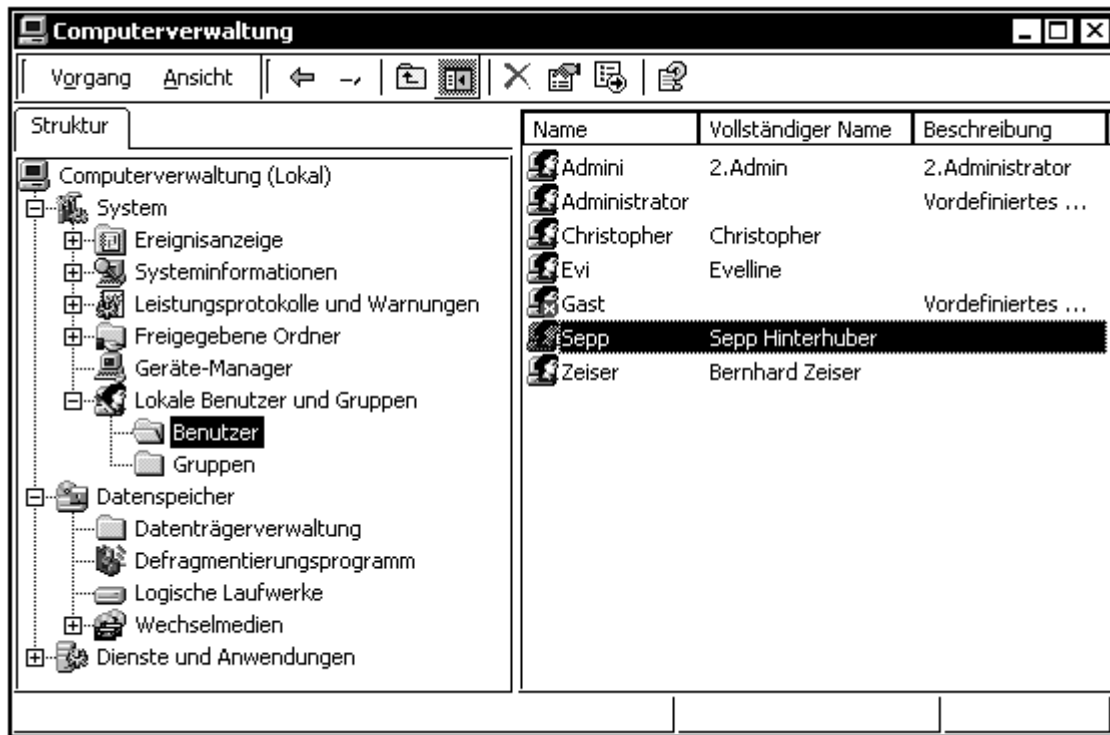 Computerverwaltung
Vorgang Ansicht
Struktur
Computerverwaltung (Lokal)
System
Ereignisanzeige
Systeminformationen
Leistungsprotokolle und Warnungen
Freigegebene Ordner
Geräte-Manager
Lokale Benutzer und Gruppen
Benutzer
Gruppen
Datenspeicher
Datenträgerverwaltung
Defragmentierungsprogramm
Logische Laufwerke
Wechselmedien
Dienste und Anwendungen
Name Vollständiger Name Beschreibung
Admini 2.Admin 2.Administrator
Administrator Vordefiniertes ...
Christopher Christopher
Evi Evelline
Gast Vordefiniertes ...
Sepp Sepp Hinterhuber
Zeiser Bernhard Zeiser